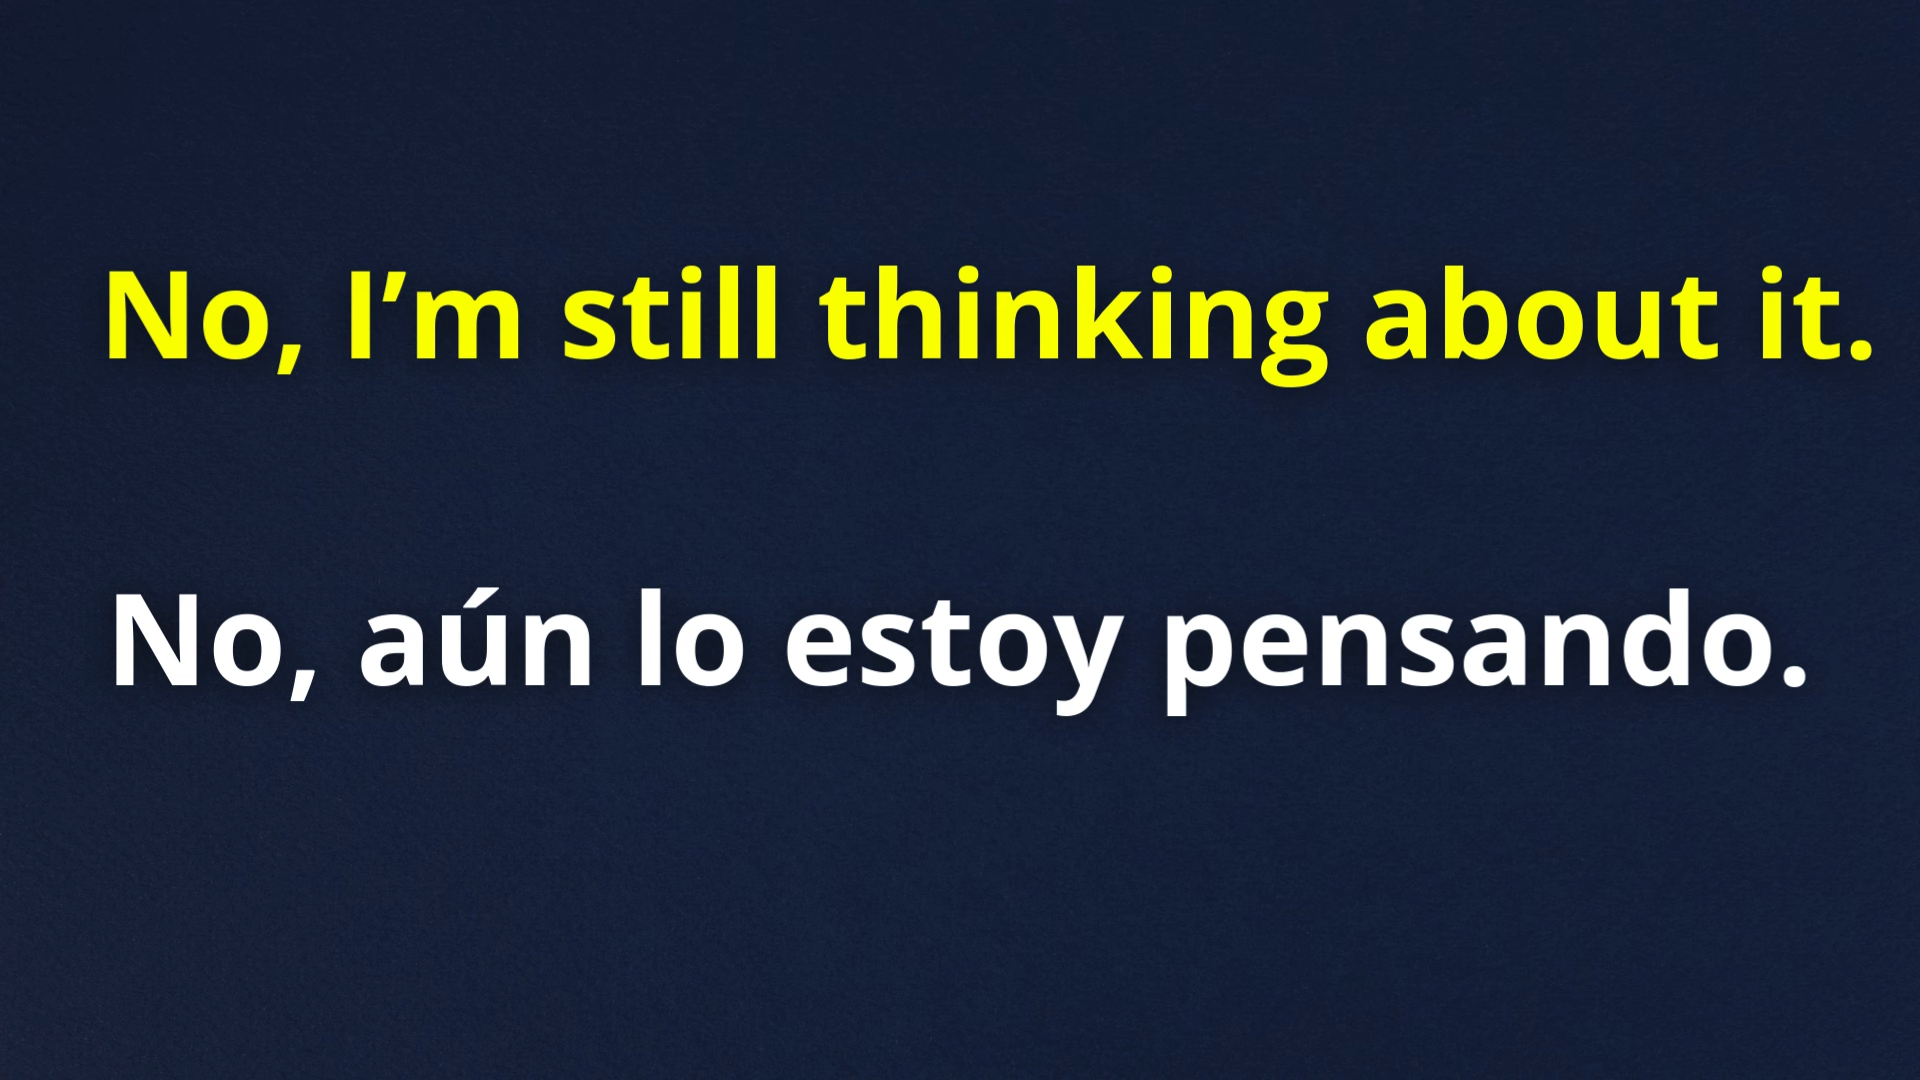 No, I’m still thinking about it.
No, aún lo estoy pensando.